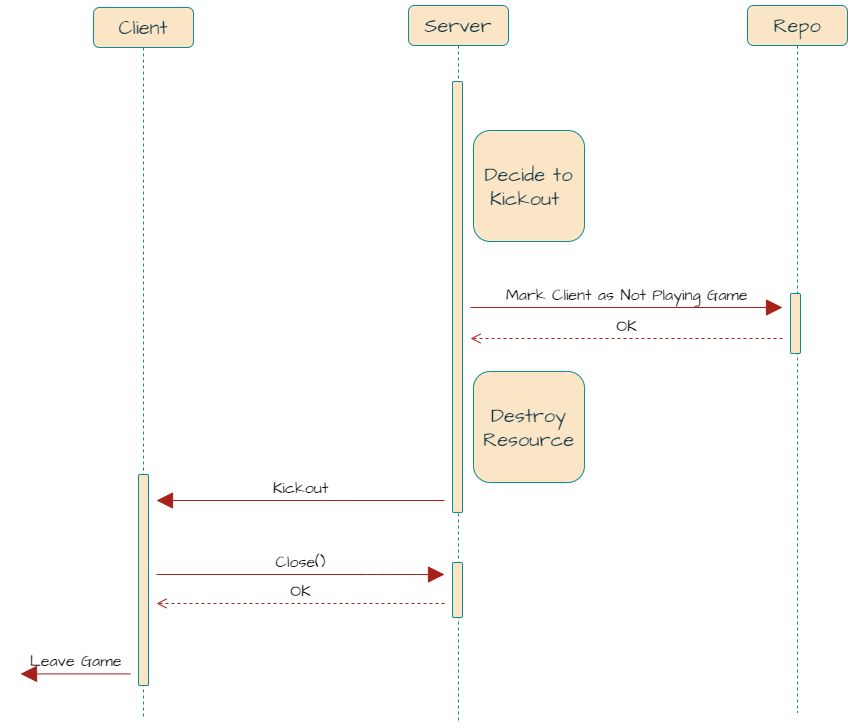 Client
Server
Repo
Decide to
Kickout
Mark Client as Not Playing Game
OK
Destroy
Resource
Kickout
Close()
OK
Leave Game